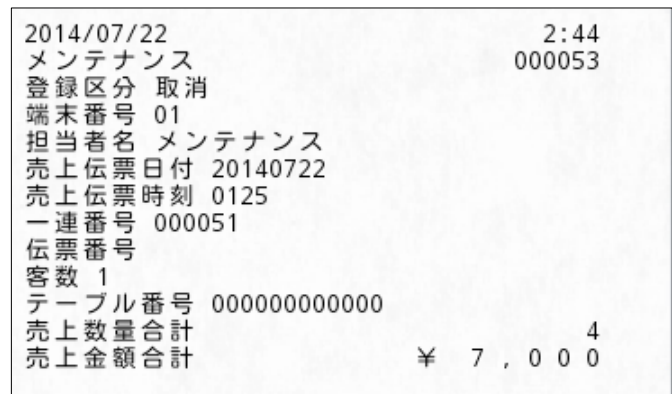 2014/07/22 2:44
メンテナンス 000053
登録区分 取消
端末番号 01
担当者名 メンテナンス
売上伝票日付 20140722
売上伝票時刻 0125
一連番号 000051
伝票番号
客数 1
テーブル番号 000000000000
売上数量合計 4
売上金額合計 ¥ 7,000